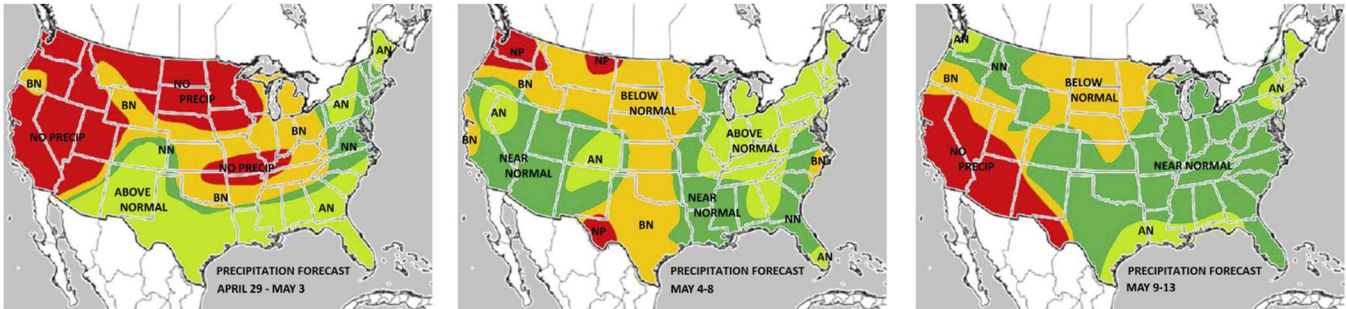 AN
BN
NO
PRECIP
BN
AN
NO PRECIP
BN
NN
NN
NO PRECIP
ABOVE
NORMAL
BN
AN
PRECIPITATION FORECAST
APRIL 29 - MAY 3
NP
NP
BN
AN
BELOW
NORMAL
BN
ABOVE
NORMAL
NEAR
NORMAL
AN
BN
NEAR
NORMAL
NP
BN
NN
AN
PRECIPITATION FORECAST
MAY 4-8
AN
NN
BN
BELOW
NORMAL
AN
NO
PRECIP
NEAR NORMAL
AN
PRECIPITATION FORECAST
MAY 9-13